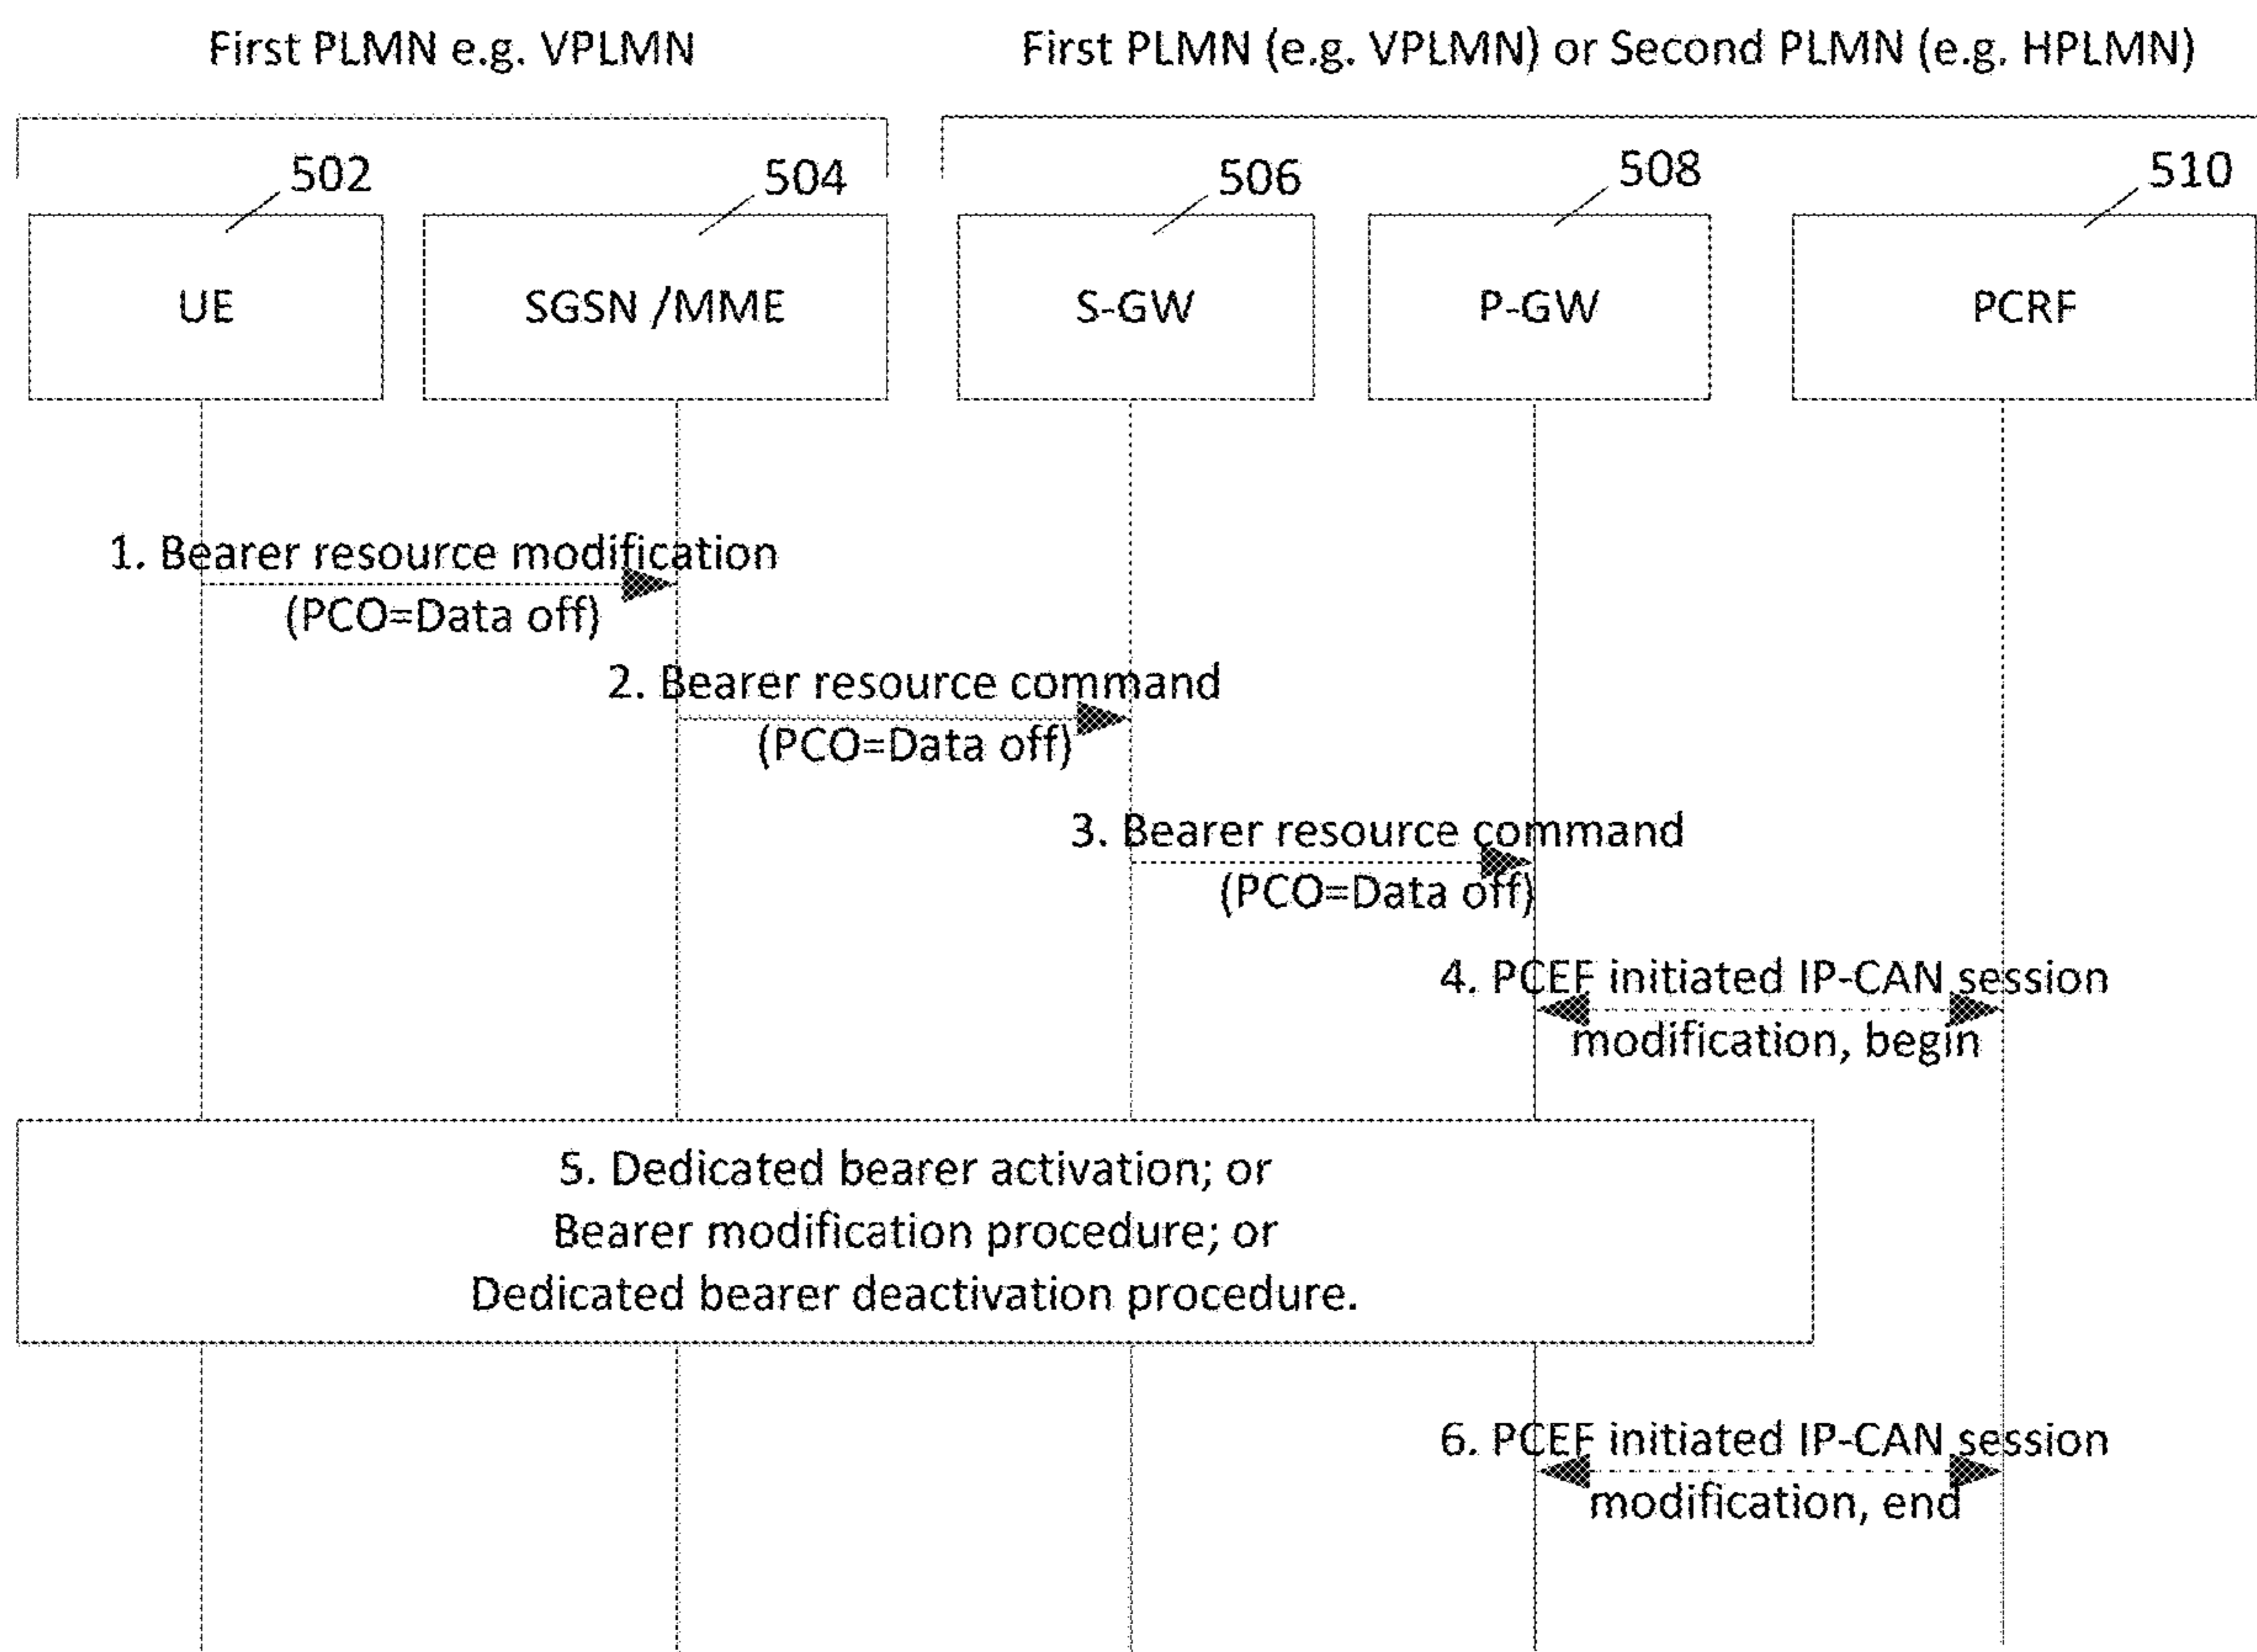 First PLMN e.g. VPLMN
First PLMN (e.g. VPLMN) or Second PLMN (e.g. HPLMN)
502
504
506
508
510
UE
SGSN /MME
S-GW
P-GW
PCRF
1. Bearer resource modification
(PCO=Data off)
2. Bearer resource command
(PCO=Data off)
3. Bearer resource command
(PCO=Data off)
4. PCEF initiated IP-CAN session
modification, begin
5. Dedicated bearer activation; or
Bearer modification procedure; or
Dedicated bearer deactivation procedure.
6. PCEF initiated IP-CAN session
modification, end